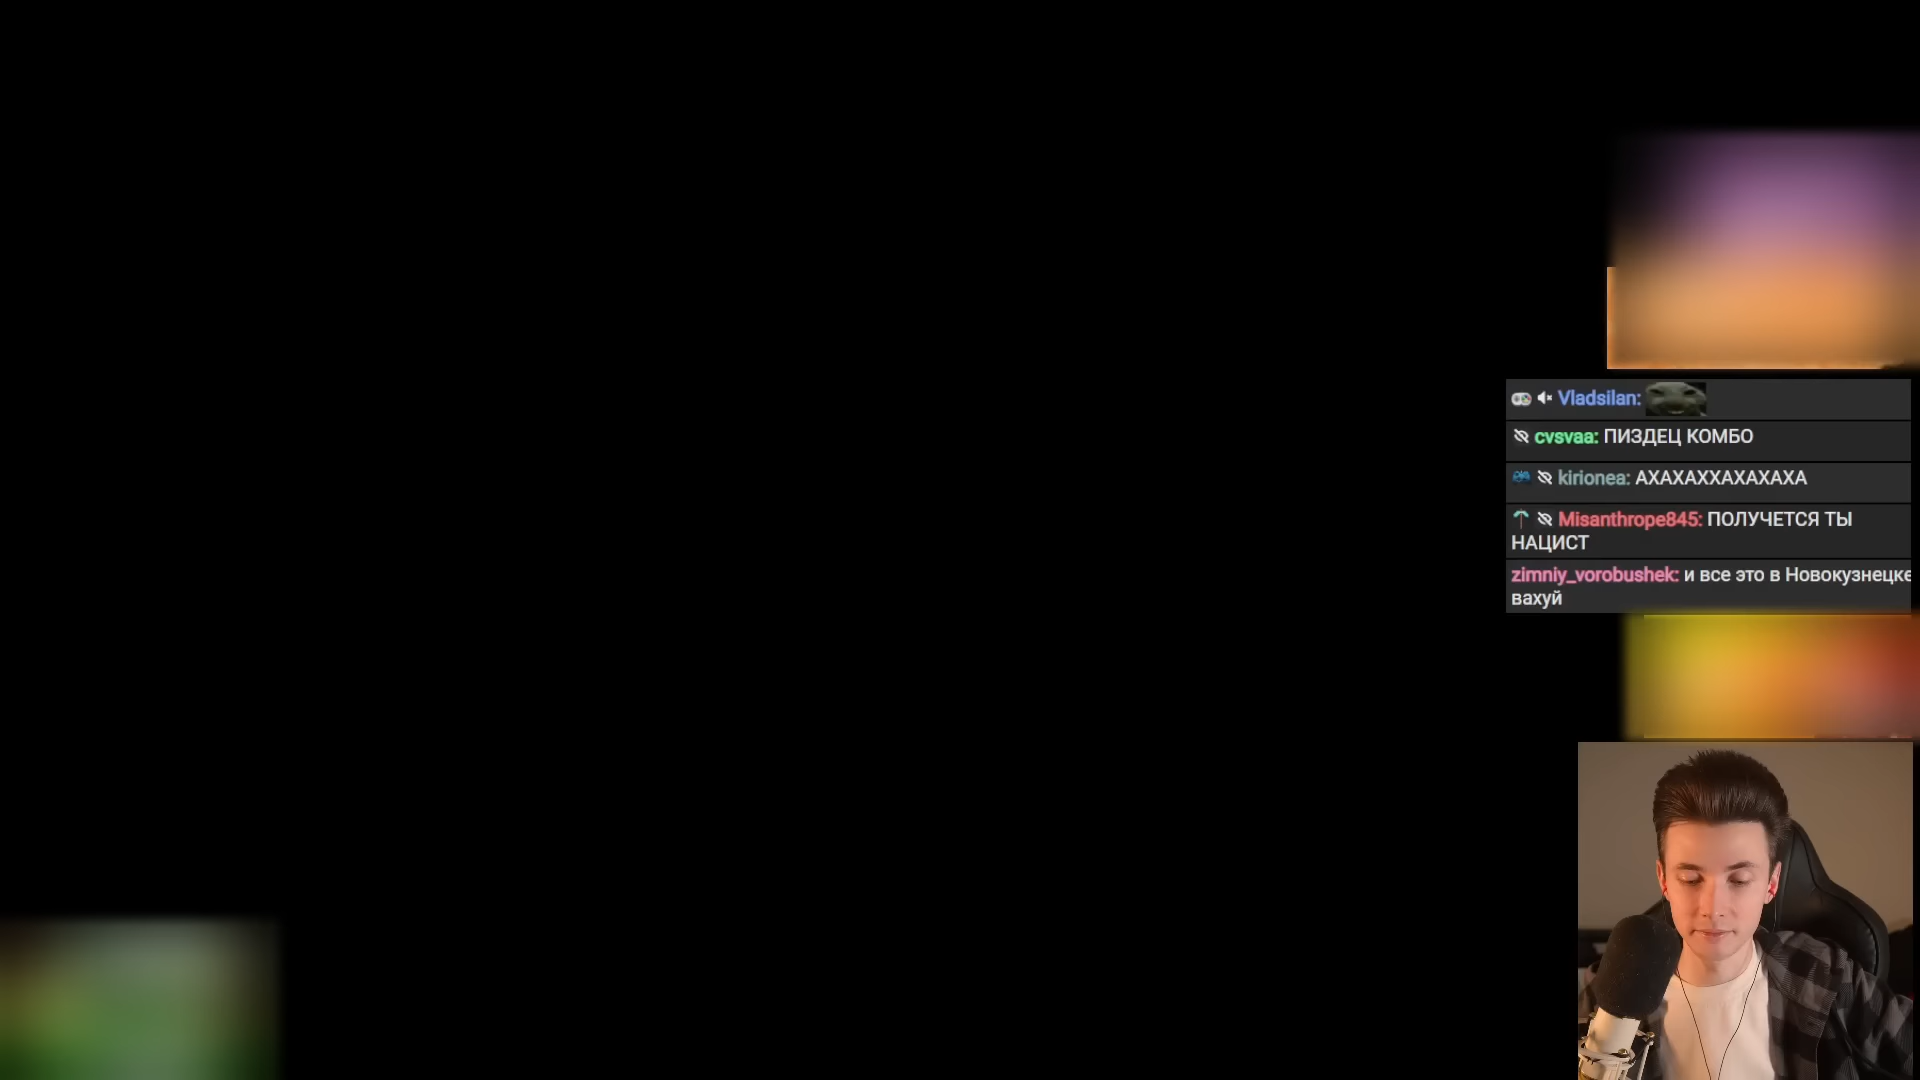 Vladsilan:
cvsvaa: ПИЗДЕЦ КОМБО
kirionea: АХАХАХХАХАХАХА
Misanthrope845: ПОЛУЧЕТСЯ ТЫ
НАЦИСТ
zimniy_vorobushek: и все это в Новокузнецке
вахуй